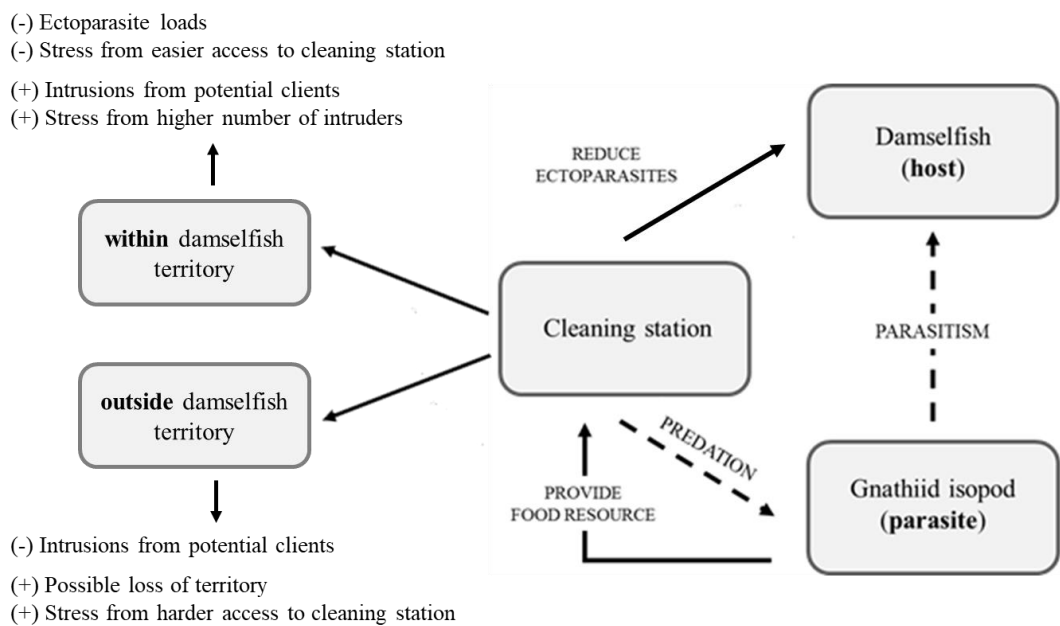 (-) Ectoparasite loads
(-) Stress from easier access to cleaning station
(+) Intrusions from potential clients
(+) Stress from higher number of intruders
within damselfish
territory
outside damselfish
territory
(-) Intrusions from potential clients
(+) Possible loss of territory
(+) Stress from harder access to cleaning station
REDUCE
ECTOPARASITES
Cleaning station
PREDATION
PROVIDE
FOOD RESOURCE
Damselfish
(host)
PARASITISM
Gnathiid isopod
(parasite)